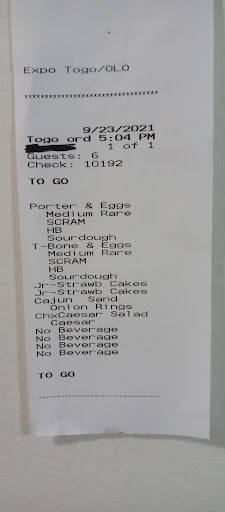 Expo Togo/OLO
xxxxxxxxxxxxxxxxxxxxxxxxxxxxxxxx
9/23/2021
Togo ord 5:04 PM
1 of 1
Guests: 6
Check: 10192
TO GO
Porter & Eggs
Medium Rare
SCRAM
HB
Sourdough
T-Bone & Eggs
Medium Rare
SCRAM
HB
Sourdough
Jr-Strawb Cakes
Jr-Strawb Cakes
Cajun Sand
Onion Rings
ChxCaesar Salad
Caesar
No Beverage
No Beverage
No Beverage
No Beverage
TO GO